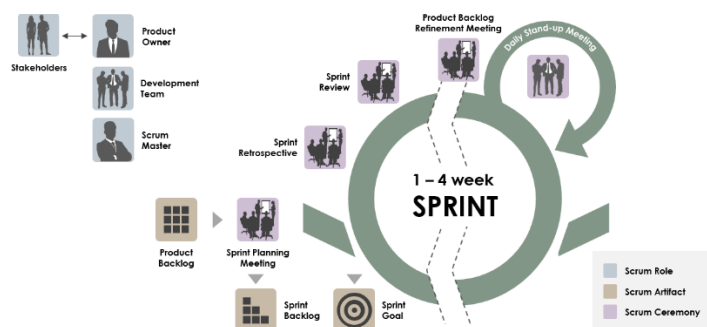 Stakeholders
Product
Owner
Development
Team
Scrum
Master
Product Backlog
Refinement Meeting
Daily Stand-up Meeting
Sprint
Review
Sprint
Retrospective
1 – 4 week
SPRINT
Product
Backlog
Sprint Planning
Meeting
Sprint
Backlog
Sprint
Goal
Scrum Role
Scrum Artifact
Scrum Ceremony